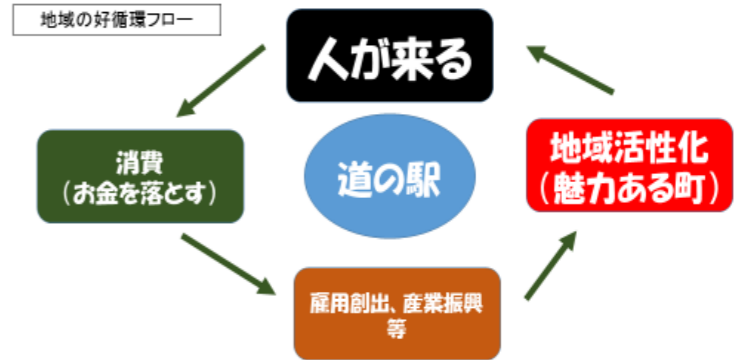 地域の好循環フロー
人が来る
消費
(お金を落とす)
道の駅
地域活性化
(魅力ある町)
雇用創出、産業振興
等